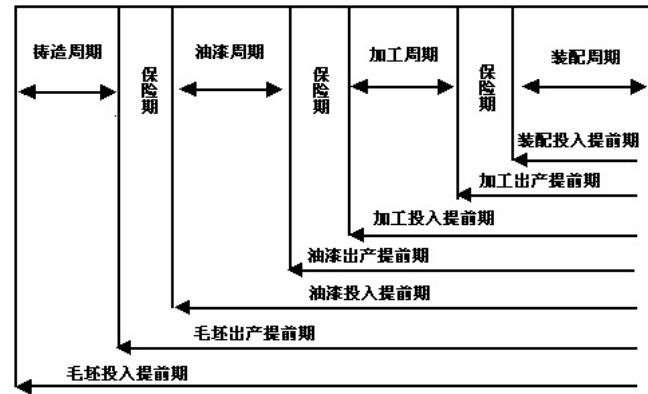 铸造周期
保险期
油漆周期
保险期
加工周期
保险期
装配周期
装配投入提前期
加工出产提前期
加工投入提前期
油漆出产提前期
油漆投入提前期
毛坯出产提前期
毛坯投入提前期